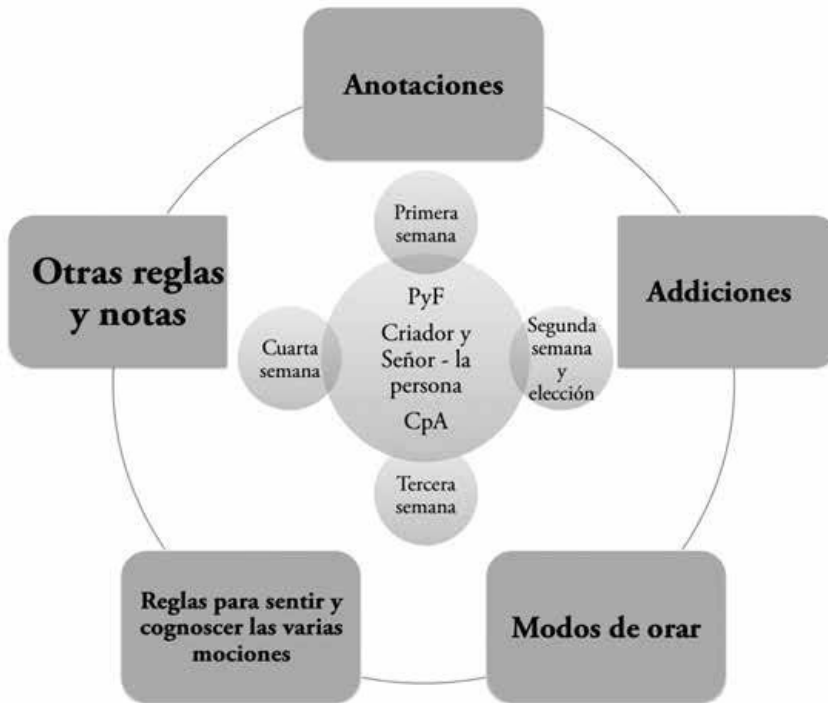 Anotaciones
Primera
semana
Otras reglas
y notas
PyF
Criador y
Señor - la
persona
CpA
Addiciones
Cuarta
semana
Segunda
semana
y
elección
Tercera
semana
Reglas para sentir y
cognoscer las varias
mociones
Modos de orar